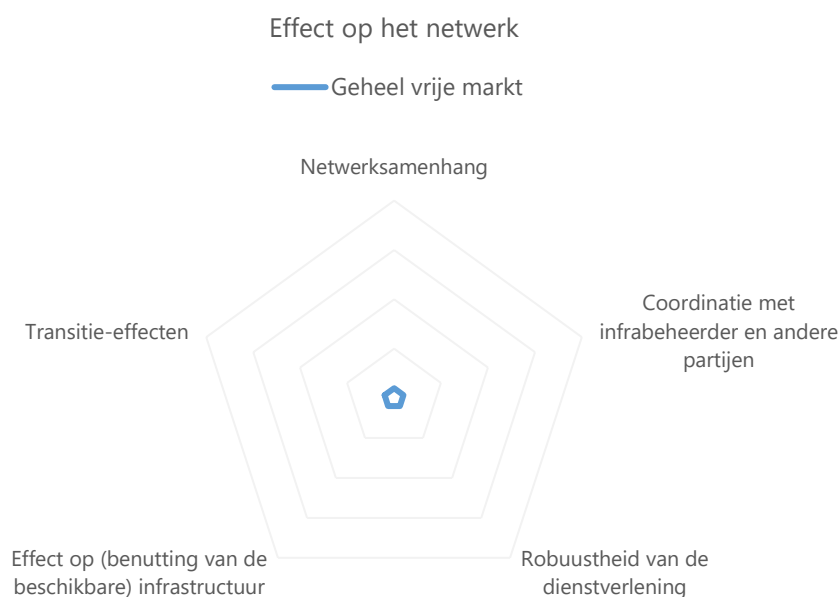 Effect op het netwerk
Geheel vrije markt
Netwerksamenhang
Coordinatie met
infrabeheerder en andere
partijen
Transitie-effecten
Effect op (benutting van de
beschikbare) infrastructuur
Robuustheid van de
dienstverlening